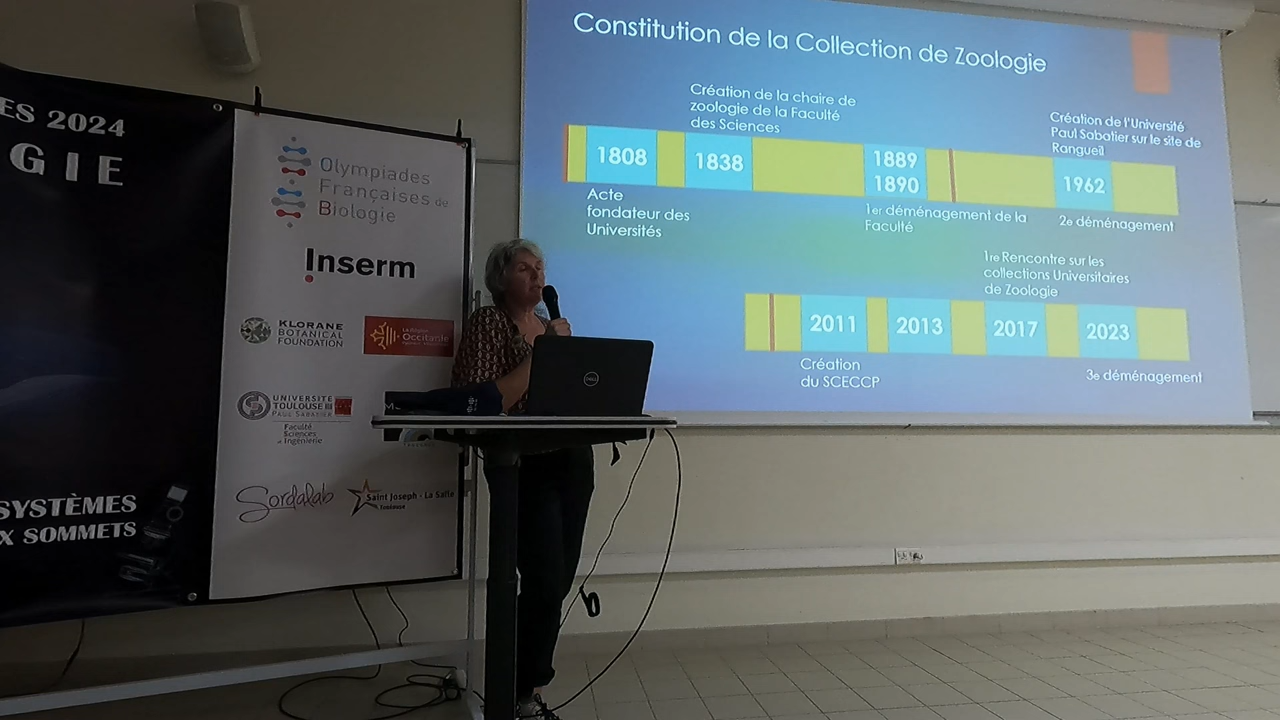 ES 2024
GIE
SYSTÈMES
X SOMMETS
Olympiades
Françaises de
Biologie
Inserm
KLORANE
BOTANICAL
FOUNDATION
La Région
Occitanie
UNIVERSITÉ
TOULOUSE III
PAUL SABATIER
Faculté
Sciences
et Ingénierie
Sordalab
Saint Joseph - La Salle
Toulouse
DELL
Constitution de la Collection de Zoologie
Création de la chaire de
zoologie de la Faculté
des Sciences
Création de l'Université
Paul Sabatier sur le site de
Rangueil
1808
1838
1889
1890
1962
Acte
fondateur des
Universités
1er déménagement de la
Faculté
2e déménagement
1re Rencontre sur les
collections Universitaires
de Zoologie
2011
2013
2017
2023
Création
du SCECCP
3e déménagement